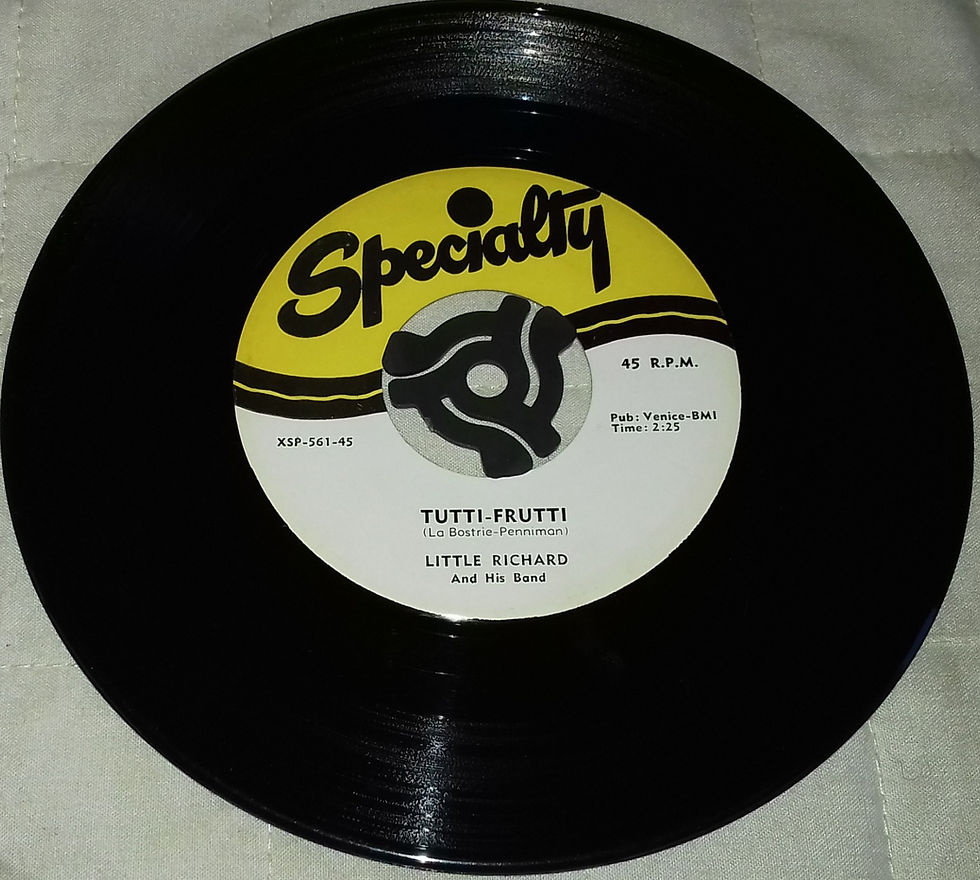 Specialty
45 R.P.M.
XSP-561-45
Pub: Venice-BMI
Time: 2:25
TUTTI-FRUTTI
(La Bostrie-Penniman)
LITTLE RICHARD
And His Band